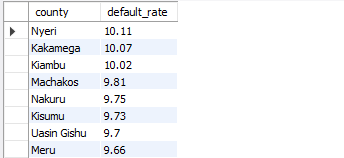 county default_rate
Nyeri 10.11
Kakamega 10.07
Kiambu 10.02
Machakos 9.81
Nakuru 9.75
Kisumu 9.73
Uasin Gishu 9.7
Meru 9.66